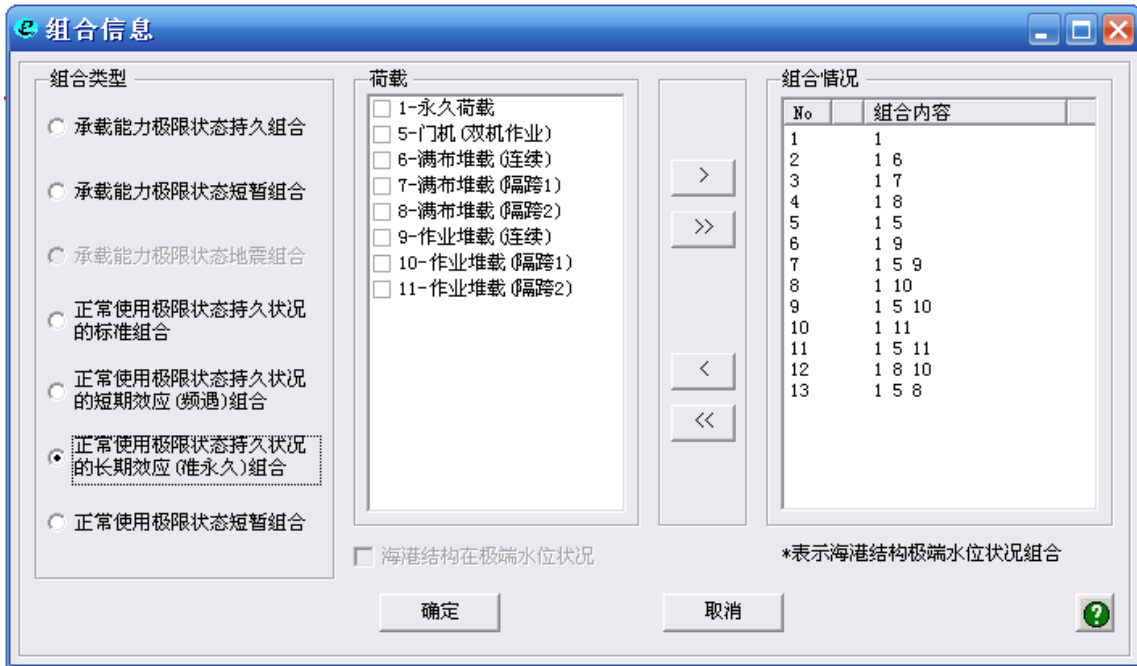 组合信息
组合类型
承载能力极限状态持久组合
承载能力极限状态短暂组合
承载能力极限状态地震组合
正常使用极限状态持久状况
的标准组合
正常使用极限状态持久状况
的短期效应(频遇)组合
正常使用极限状态持久状况
的长期效应(准永久)组合
正常使用极限状态短暂组合
荷载
1-永久荷载
5-门机(双机作业)
6-满布堆载(连续)
7-满布堆载(隔跨1)
8-满布堆载(隔跨2)
9-作业堆载(连续)
10-作业堆载(隔跨1)
11-作业堆载(隔跨2)
海港结构在极端水位状况
>
>>
<
<<
组合情况
No 组合内容
1 1
2 1 6
3 1 7
4 1 8
5 1 5
6 1 9
7 1 5 9
8 1 10
9 1 5 10
10 1 11
11 1 5 11
12 1 8 10
13 1 5 8
*表示海港结构极端水位状况组合
确定
取消
?